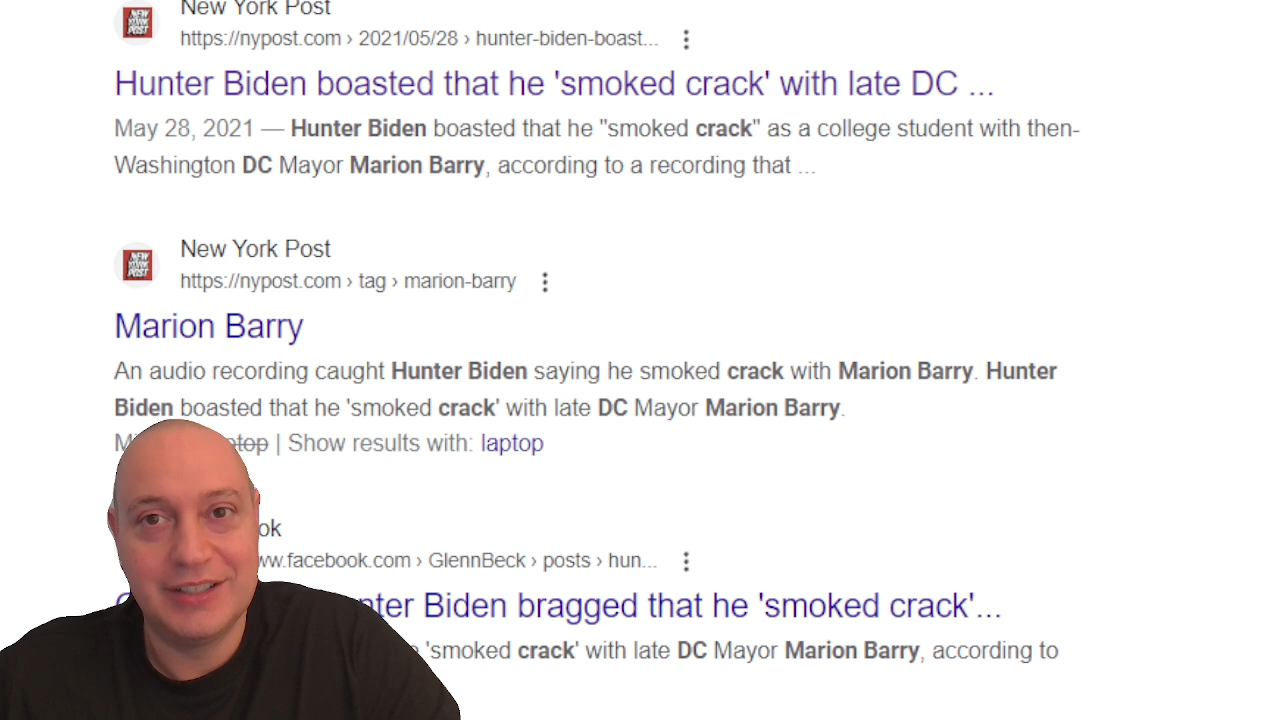 New York Post
https://nypost.com › 2021/05/28 › hunter-biden-boast...
Hunter Biden boasted that he 'smoked crack' with late DC ...
May 28, 2021 — Hunter Biden boasted that he "smoked crack" as a college student with then-
Washington DC Mayor Marion Barry, according to a recording that ...
NEW YORK POST
New York Post
https://nypost.com › tag › marion-barry
Marion Barry
An audio recording caught Hunter Biden saying he smoked crack with Marion Barry. Hunter
Biden boasted that he 'smoked crack' with late DC Mayor Marion Barry.
| Show results with: laptop
.facebook.com › GlennBeck › posts › hun...
Biden bragged that he 'smoked crack'...
'smoked crack' with late DC Mayor Marion Barry, according to